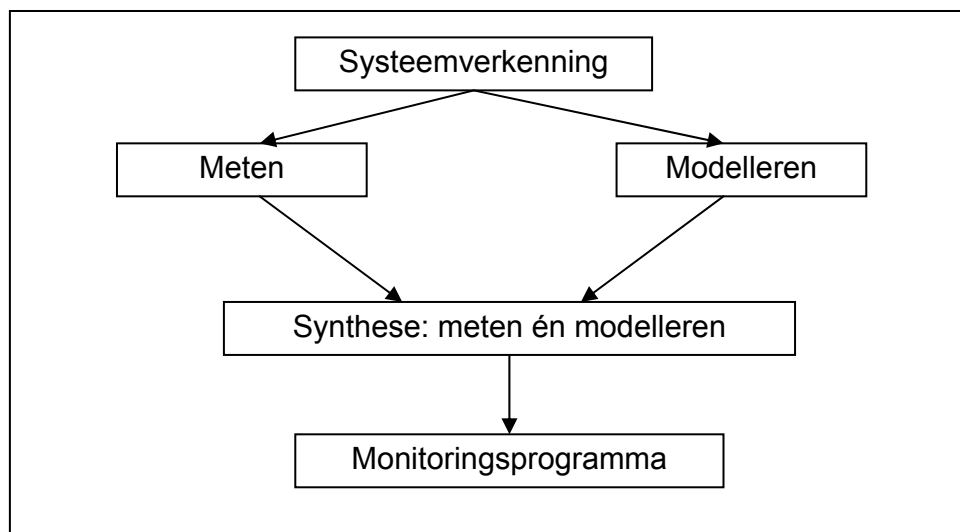 Systeemverkenning
Meten
Modelleren
Synthese: meten én modelleren
Monitoringsprogramma